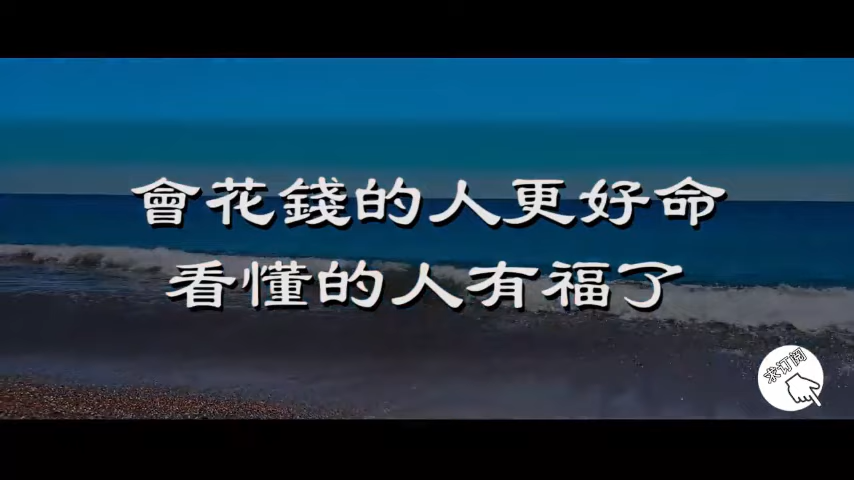 會花錢的人更好命
看懂的人有福了
求订阅